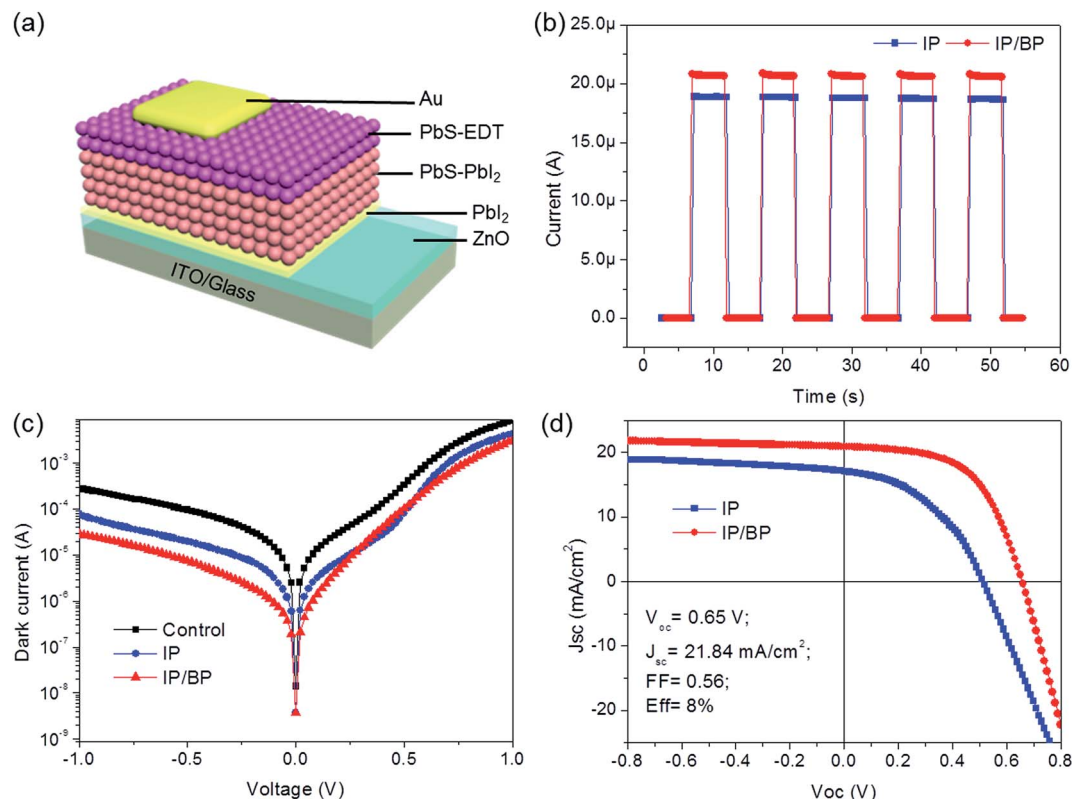 (a)
Au
PbS-EDT
PbS-PbI₂
PbI₂
ZnO
ITO/Glass
(b)
IP IP/BP
25.0µ
20.0µ
15.0µ
10.0µ
5.0µ
0.0
Current (A)
0 10 20 30 40 50 60
Time (s)
(c)
10⁻³
10⁻⁴
10⁻⁵
10⁻⁶
10⁻⁷
10⁻⁸
10⁻⁹
Dark current (A)
Control
IP
IP/BP
-1.0 -0.5 0.0 0.5 1.0
Voltage (V)
(d)
20
10
0
-10
-20
Jsc (mA/cm²)
IP
IP/BP
V_oc= 0.65 V;
J_sc= 21.84 mA/cm²;
FF= 0.56;
Eff= 8%
-0.8 -0.6 -0.4 -0.2 0.0 0.2 0.4 0.6 0.8
Voc (V)